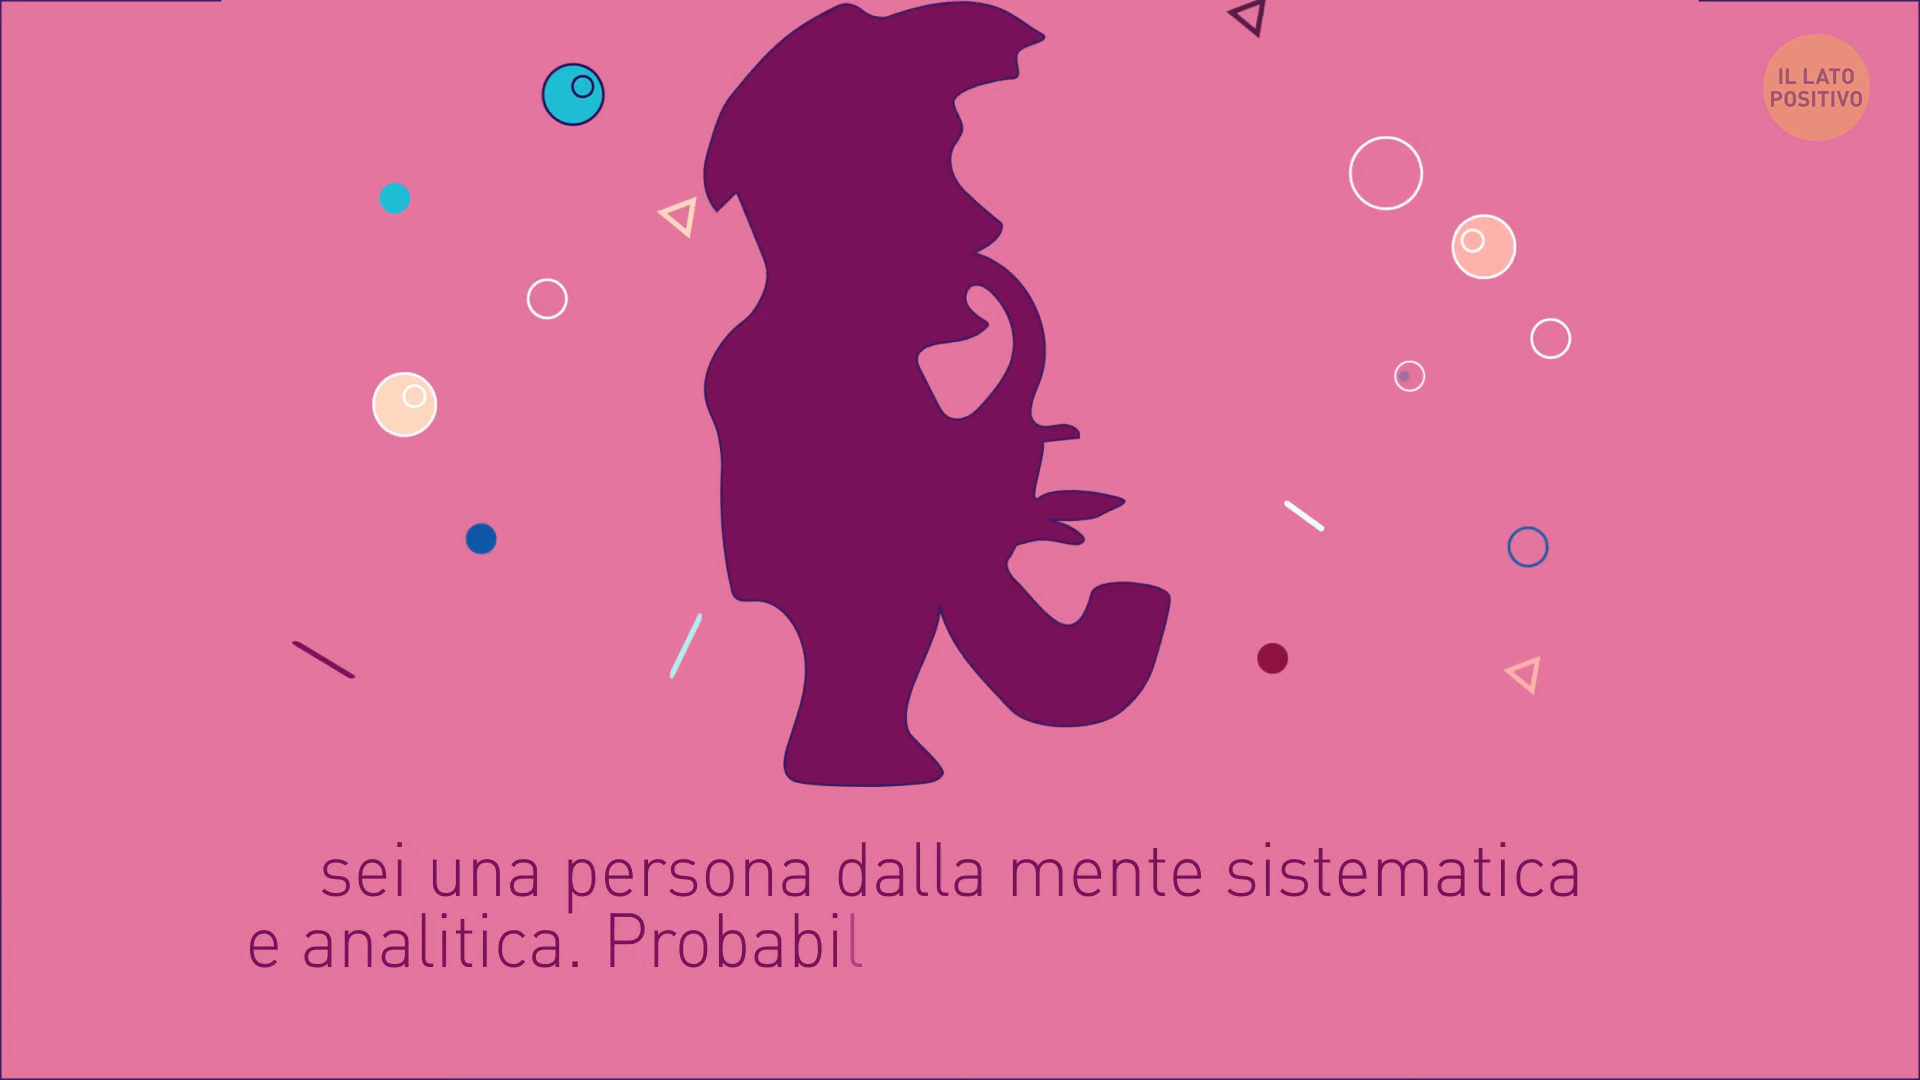 IL LATO
POSITIVO
sei una persona dalla mente sistematica
e analitica. Probabil